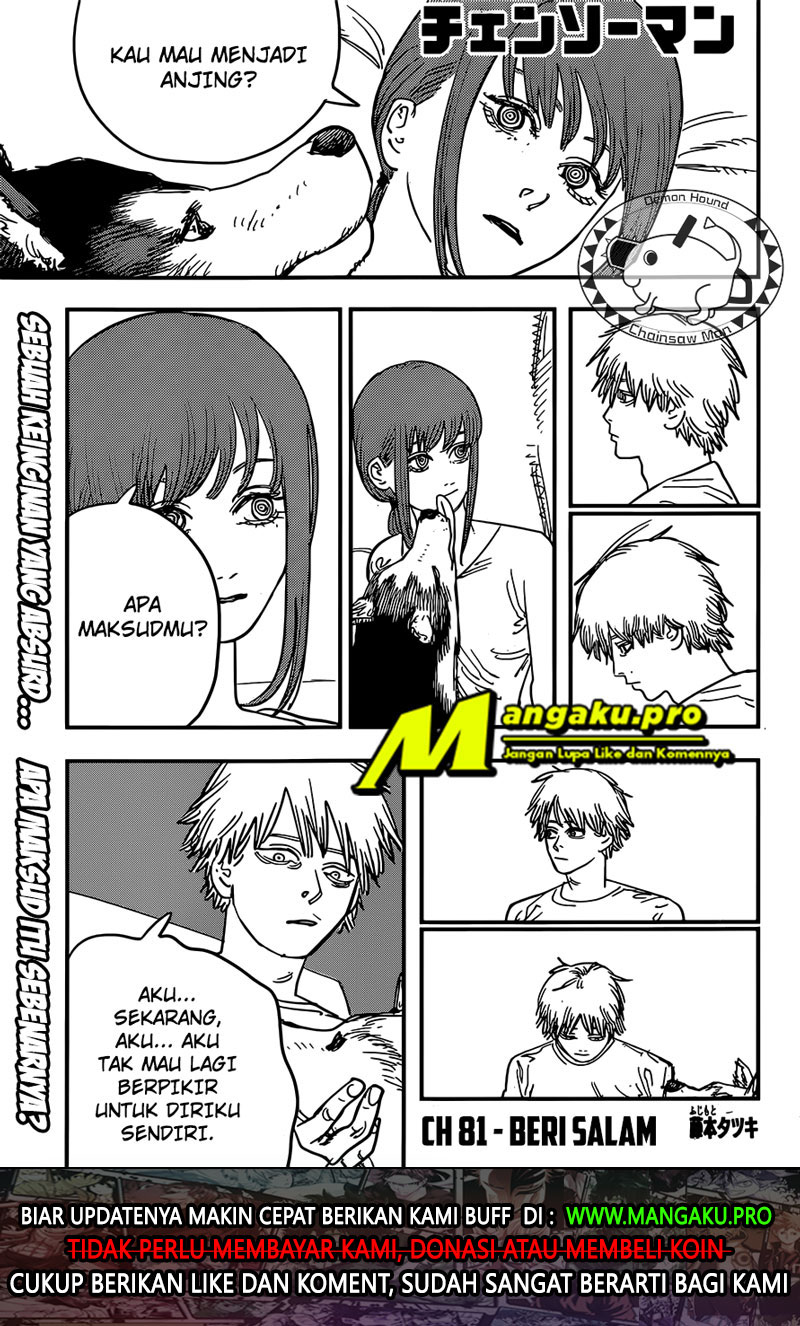 チェンソーマン
KAU MAU MENJADI
ANJING?
Demon Hound
Chainsaw Man
SEBUAH KEINGINAN YANG ABSURD...
APA
MAKSUDMU?
Mangaku.pro
Jangan Lupa Like dan Komennya
APA MAKSUD ITU SEBENARNYA?
AKU...
SEKARANG,
AKU... AKU
TAK MAU LAGI
BERPIKIR
UNTUK DIRIKU
SENDIRI.
CH 81 - BERI SALAM
ふじもと
藤本タツキ
BIAR UPDATENYA MAKIN CEPAT BERIKAN KAMI BUFF DI : WWW.MANGAKU.PRO
TIDAK PERLU MEMBAYAR KAMI, DONASI ATAU MEMBELI KOIN
CUKUP BERIKAN LIKE DAN KOMENT, SUDAH SANGAT BERARTI BAGI KAMI